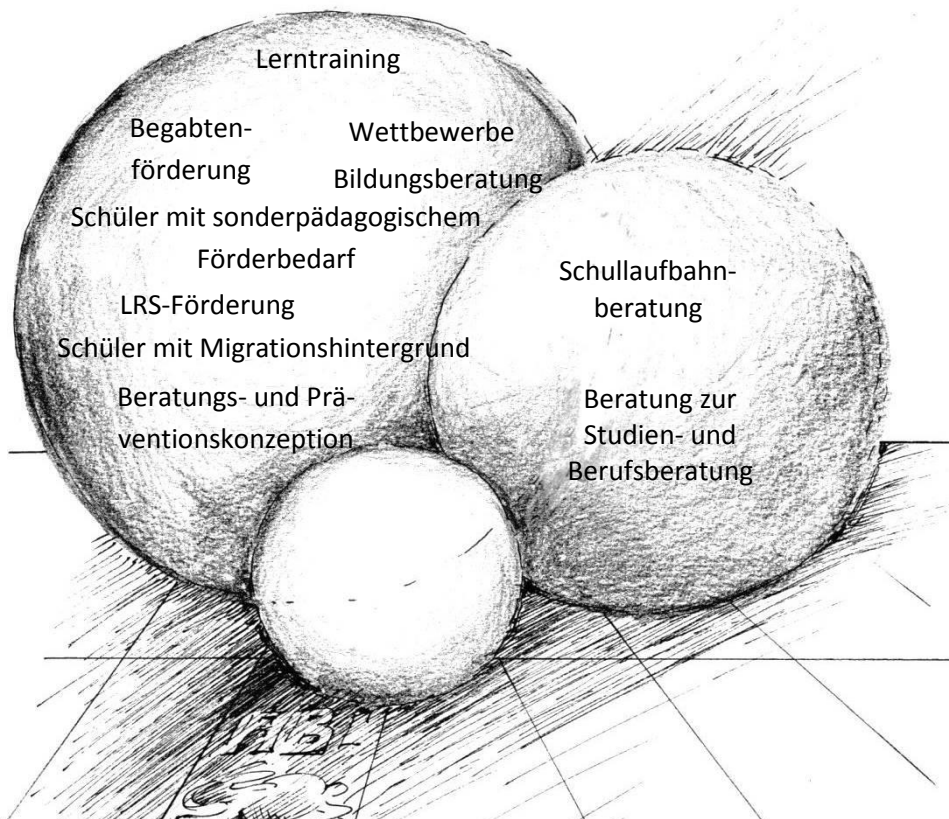 Lerntraining
Begabten-
förderung
Wettbewerbe
Bildungsberatung
Schüler mit sonderpädagogischem
Förderbedarf
LRS-Förderung
Schüler mit Migrationshintergrund
Beratungs- und Prä-
ventionskonzeption
Schullaufbahn-
beratung
Beratung zur
Studien- und
Berufsberatung